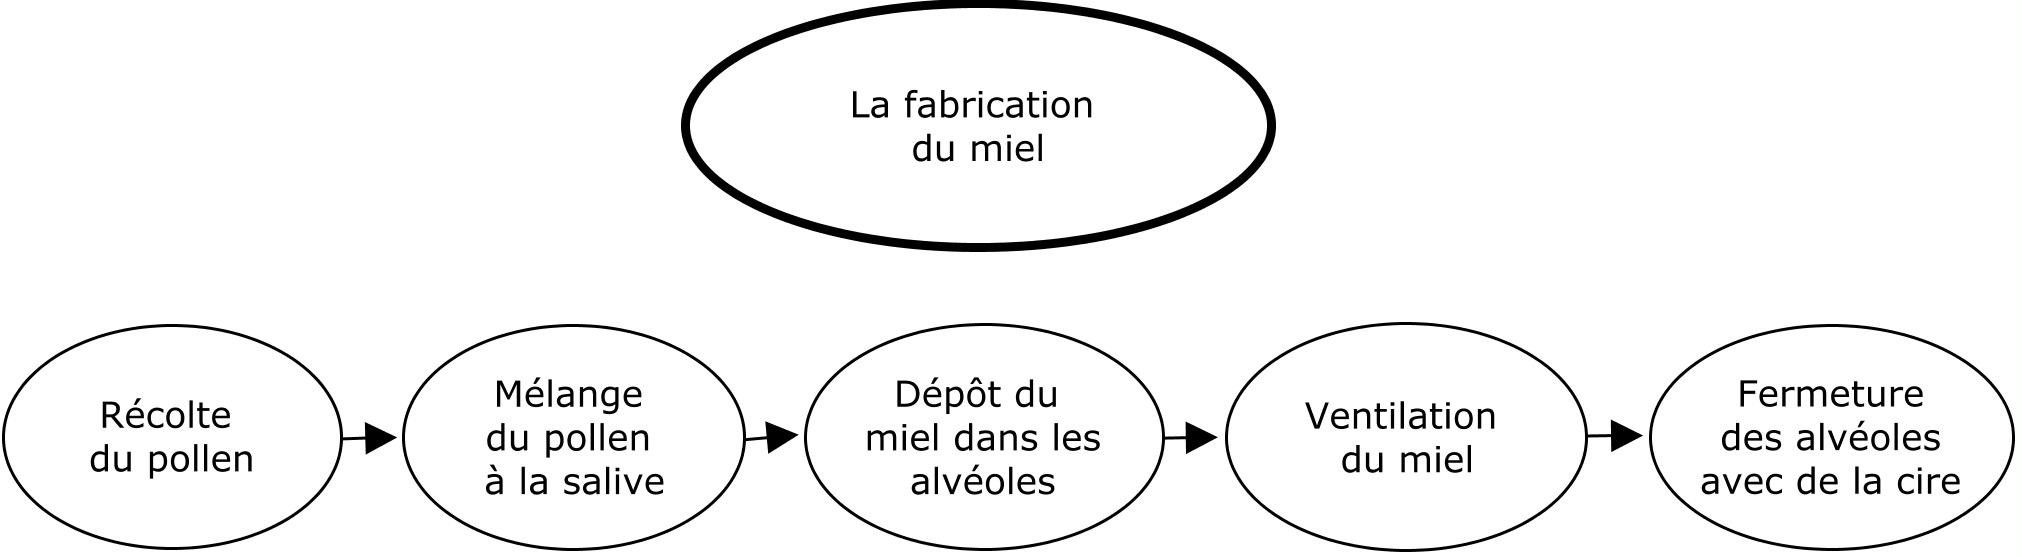 La fabrication
du miel
Récolte
du pollen
Mélange
du pollen
à la salive
Dépôt du
miel dans les
alvéoles
Ventilation
du miel
Fermeture
des alvéoles
avec de la cire